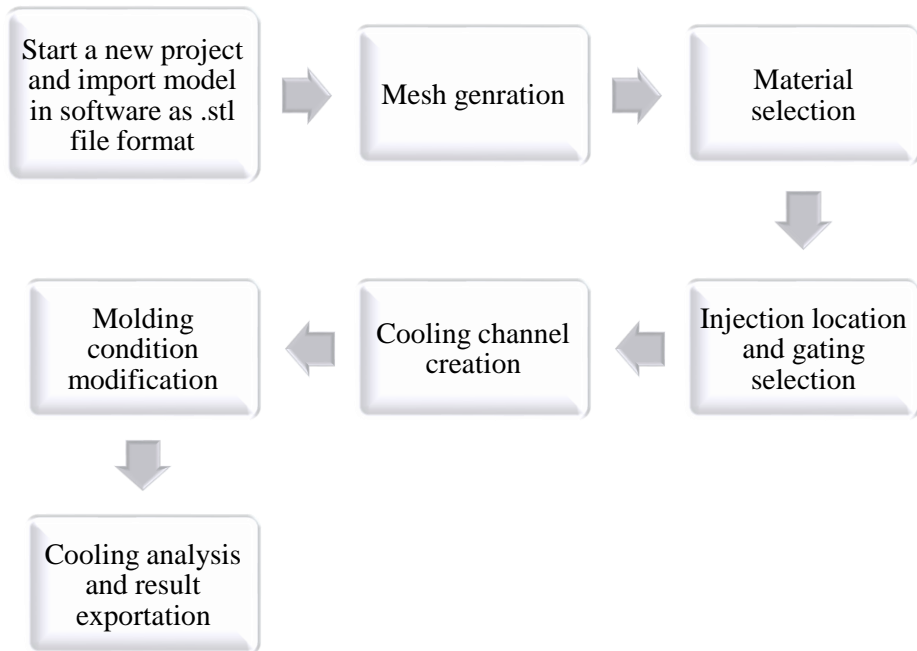 Start a new project
and import model
in software as .stl
file format
Mesh genration
Material
selection
Injection location
and gating
selection
Cooling channel
creation
Molding
condition
modification
Cooling analysis
and result
exportation